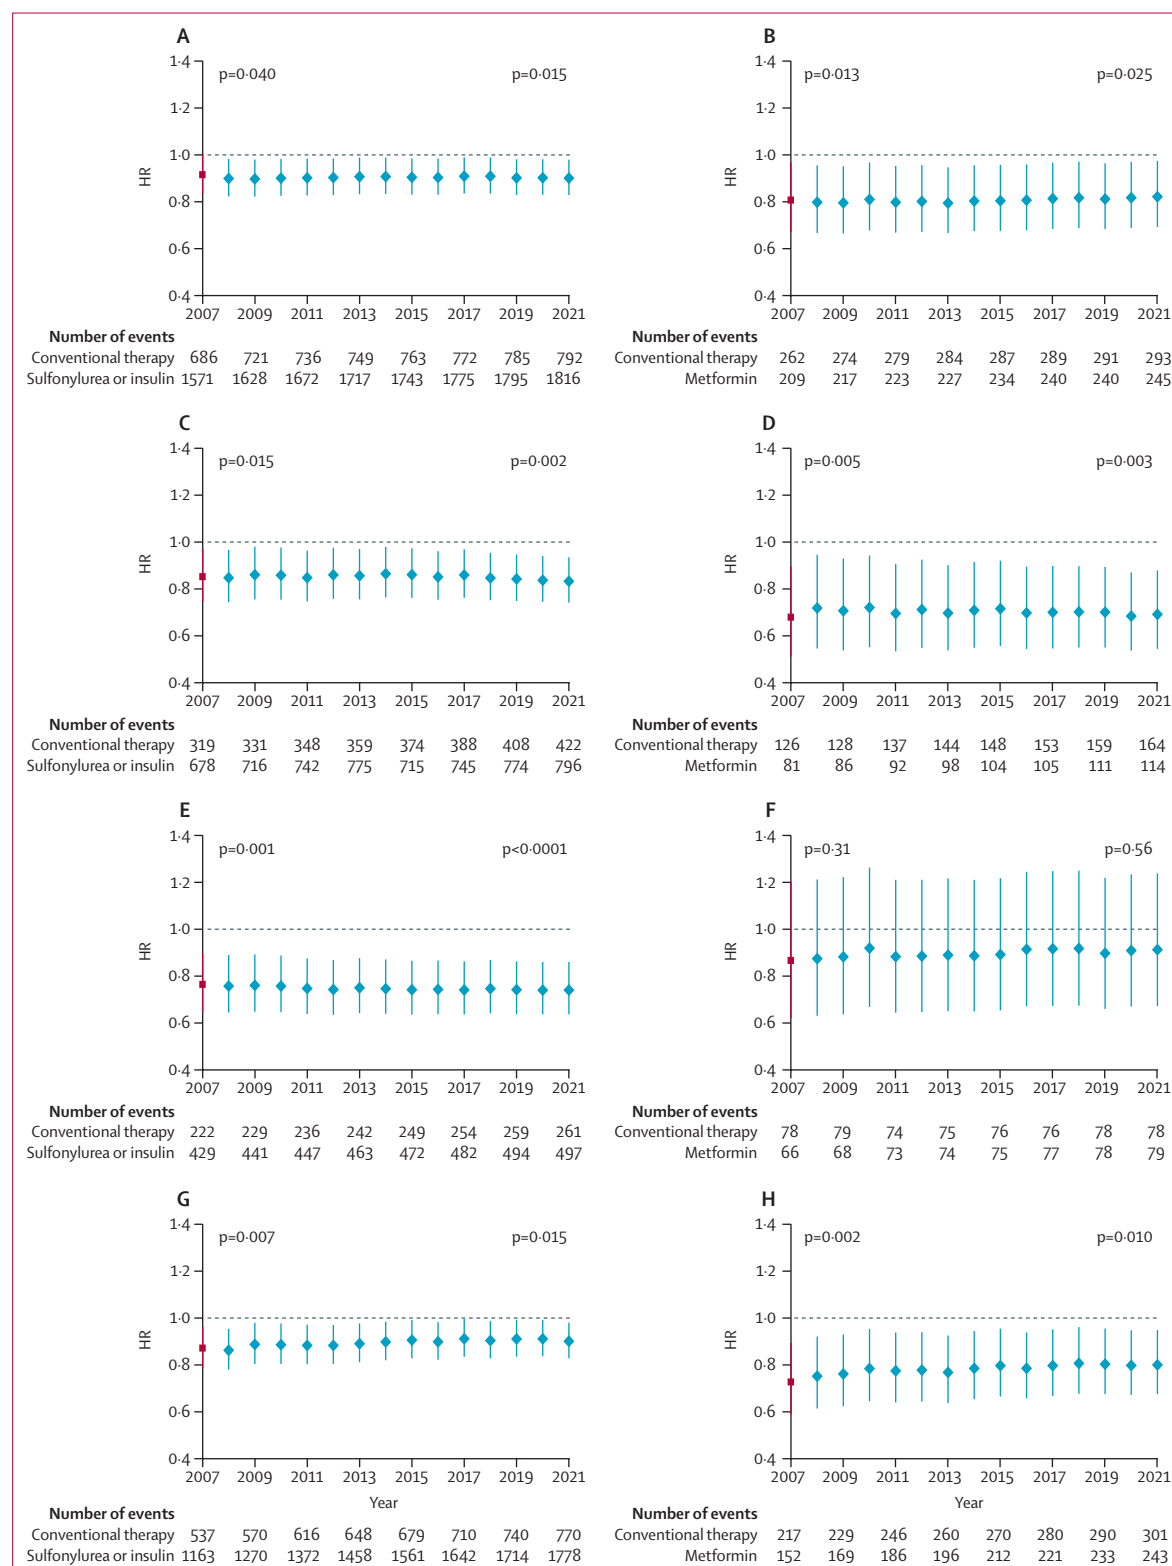 A
1·4
1·2
1·0
0·8
0·6
0·4
HR
p=0·040 p=0·015
2007 2009 2011 2013 2015 2017 2019 2021
Number of events
Conventional therapy 686 721 736 749 763 772 785 792
Sulfonylurea or insulin 1571 1628 1672 1717 1743 1775 1795 1816
B
1·4
1·2
1·0
0·8
0·6
0·4
HR
p=0·013 p=0·025
2007 2009 2011 2013 2015 2017 2019 2021
Number of events
Conventional therapy 262 274 279 284 287 289 291 293
Metformin 209 217 223 227 234 240 240 245
C
1·4
1·2
1·0
0·8
0·6
0·4
HR
p=0·015 p=0·002
2007 2009 2011 2013 2015 2017 2019 2021
Number of events
Conventional therapy 319 331 348 359 374 388 408 422
Sulfonylurea or insulin 678 716 742 775 715 745 774 796
D
1·4
1·2
1·0
0·8
0·6
0·4
HR
p=0·005 p=0·003
2007 2009 2011 2013 2015 2017 2019 2021
Number of events
Conventional therapy 126 128 137 144 148 153 159 164
Metformin 81 86 92 98 104 105 111 114
E
1·4
1·2
1·0
0·8
0·6
0·4
HR
p=0·001 p<0·0001
2007 2009 2011 2013 2015 2017 2019 2021
Number of events
Conventional therapy 222 229 236 242 249 254 259 261
Sulfonylurea or insulin 429 441 447 463 472 482 494 497
F
1·4
1·2
1·0
0·8
0·6
0·4
HR
p=0·31 p=0·56
2007 2009 2011 2013 2015 2017 2019 2021
Number of events
Conventional therapy 78 79 74 75 76 76 78 78
Metformin 66 68 73 74 75 77 78 79
G
1·4
1·2
1·0
0·8
0·6
0·4
HR
p=0·007 p=0·015
2007 2009 2011 2013 2015 2017 2019 2021
Year
Number of events
Conventional therapy 537 570 616 648 679 710 740 770
Sulfonylurea or insulin 1163 1270 1372 1458 1561 1642 1714 1778
H
1·4
1·2
1·0
0·8
0·6
0·4
HR
p=0·002 p=0·010
2007 2009 2011 2013 2015 2017 2019 2021
Year
Number of events
Conventional therapy 217 229 246 260 270 280 290 301
Metformin 152 169 186 196 212 221 233 243